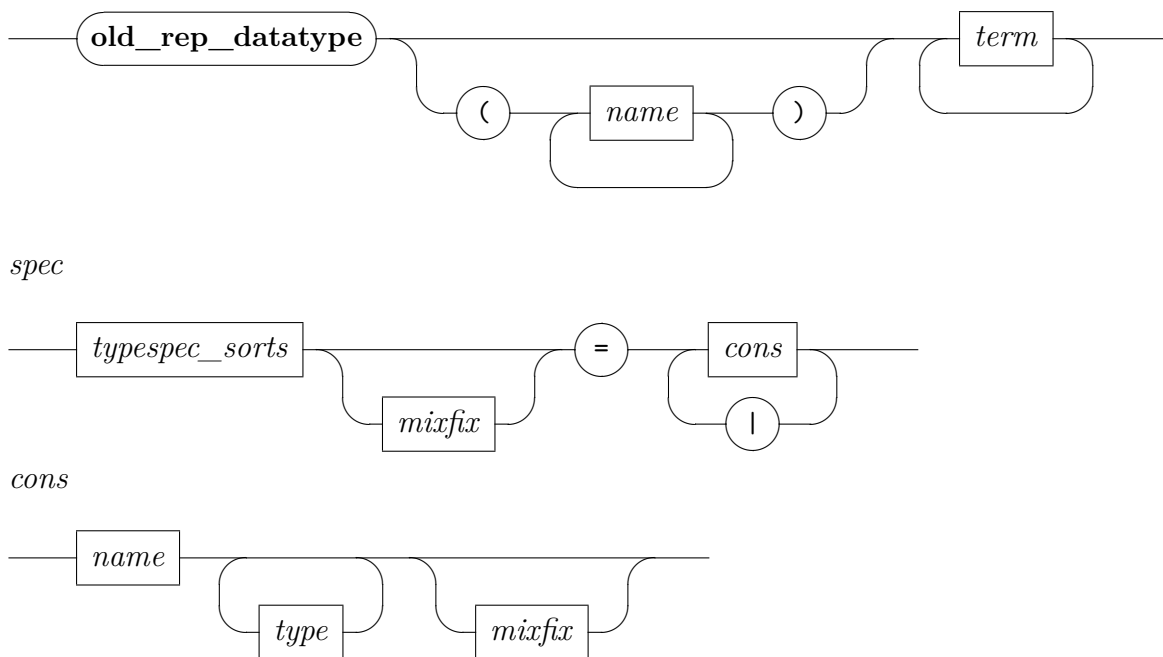 old_rep_datatype term
( name )
spec
typespec_sorts = cons
mixfix |
cons
name
type mixfix